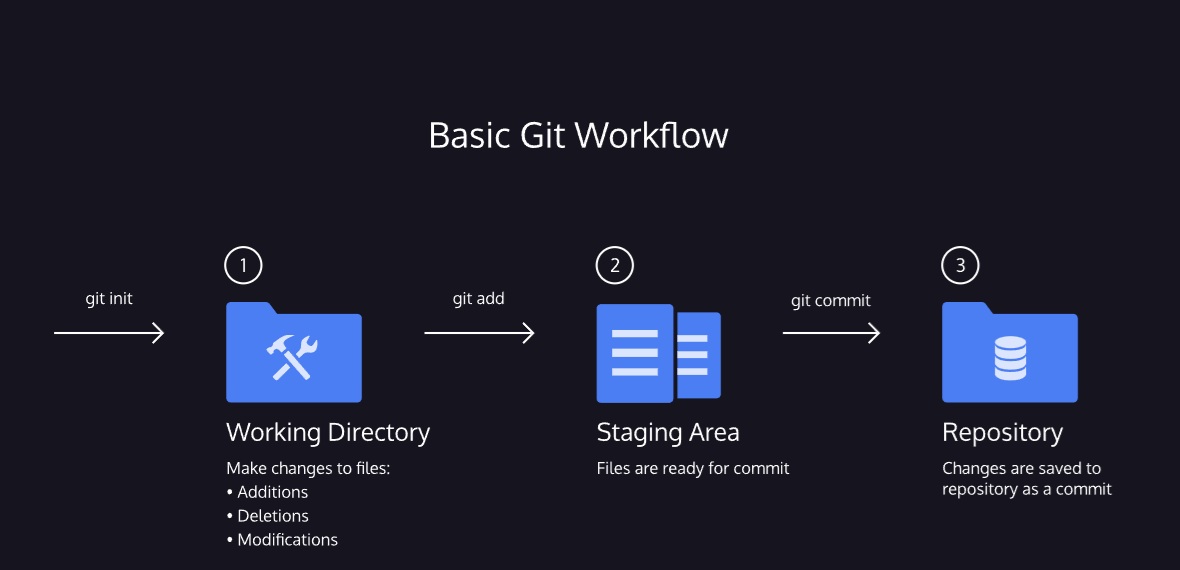 Basic Git Workflow
git init
1
Working Directory
Make changes to files:
• Additions
• Deletions
• Modifications
git add
2
Staging Area
Files are ready for commit
git commit
3
Repository
Changes are saved to
repository as a commit